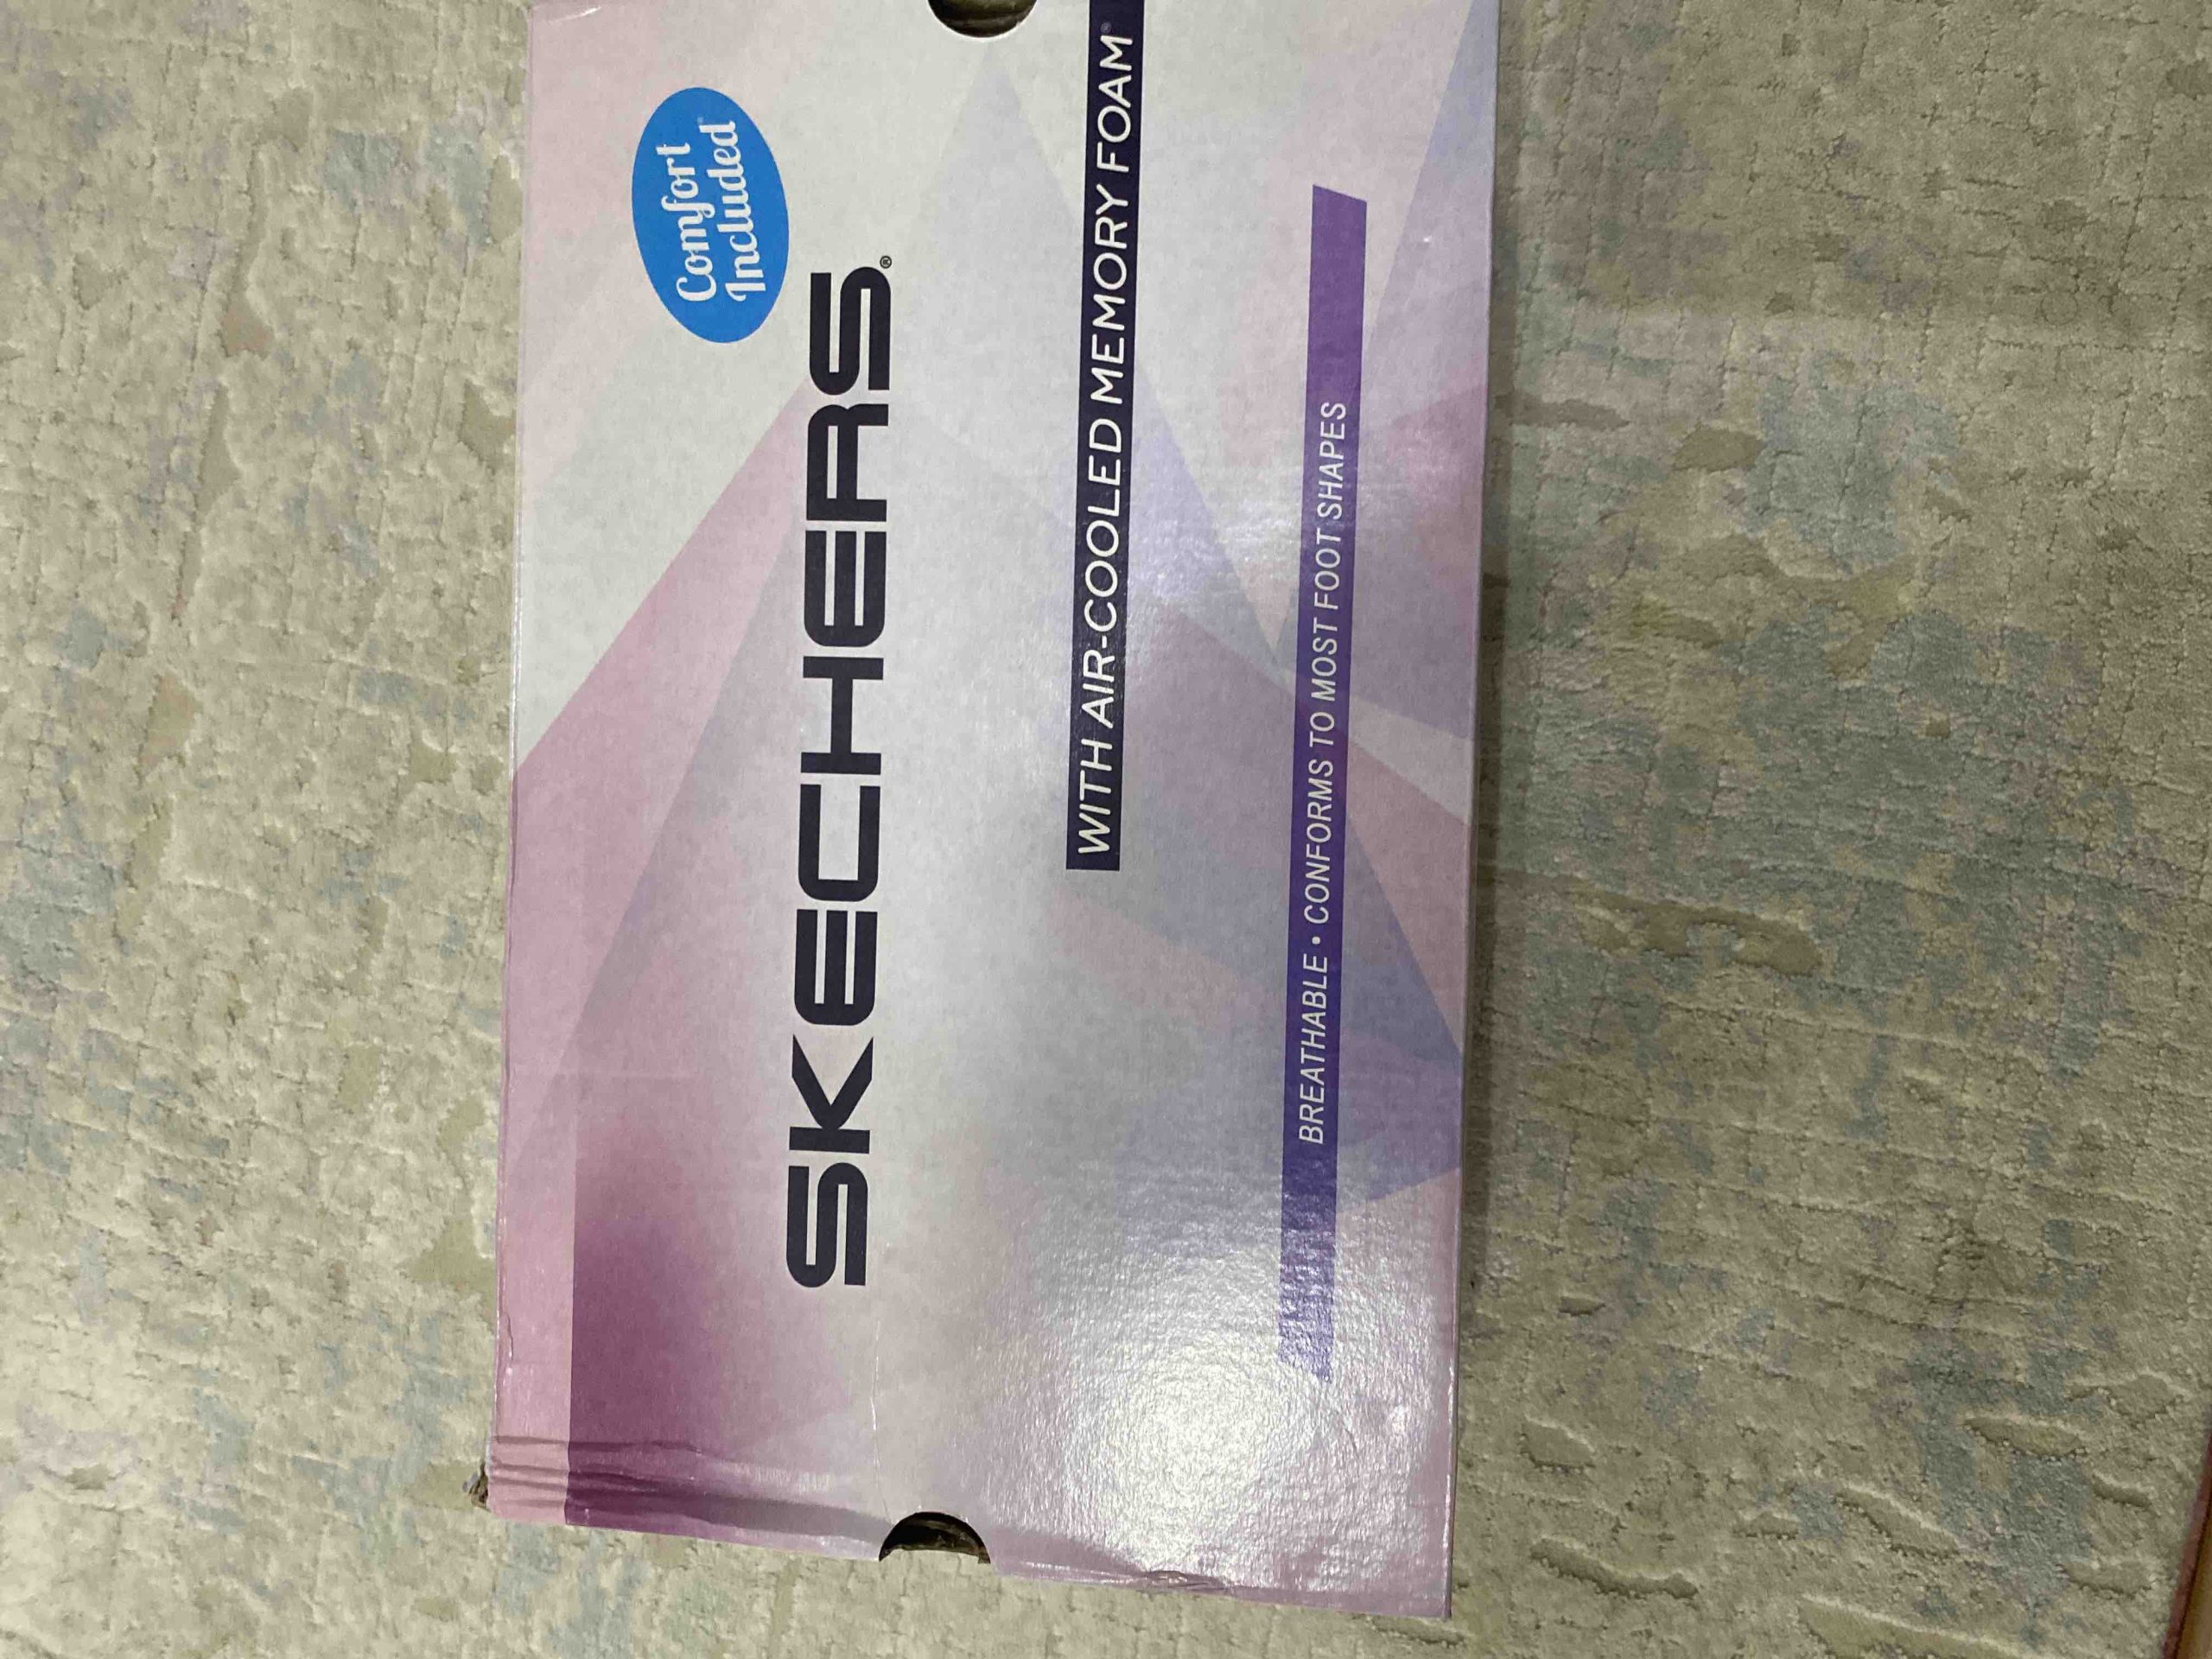 Comfort
Included
SKECHERS®
WITH AIR-COOLED MEMORY FOAM®
BREATHABLE • CONFORMS TO MOST FOOT SHAPES